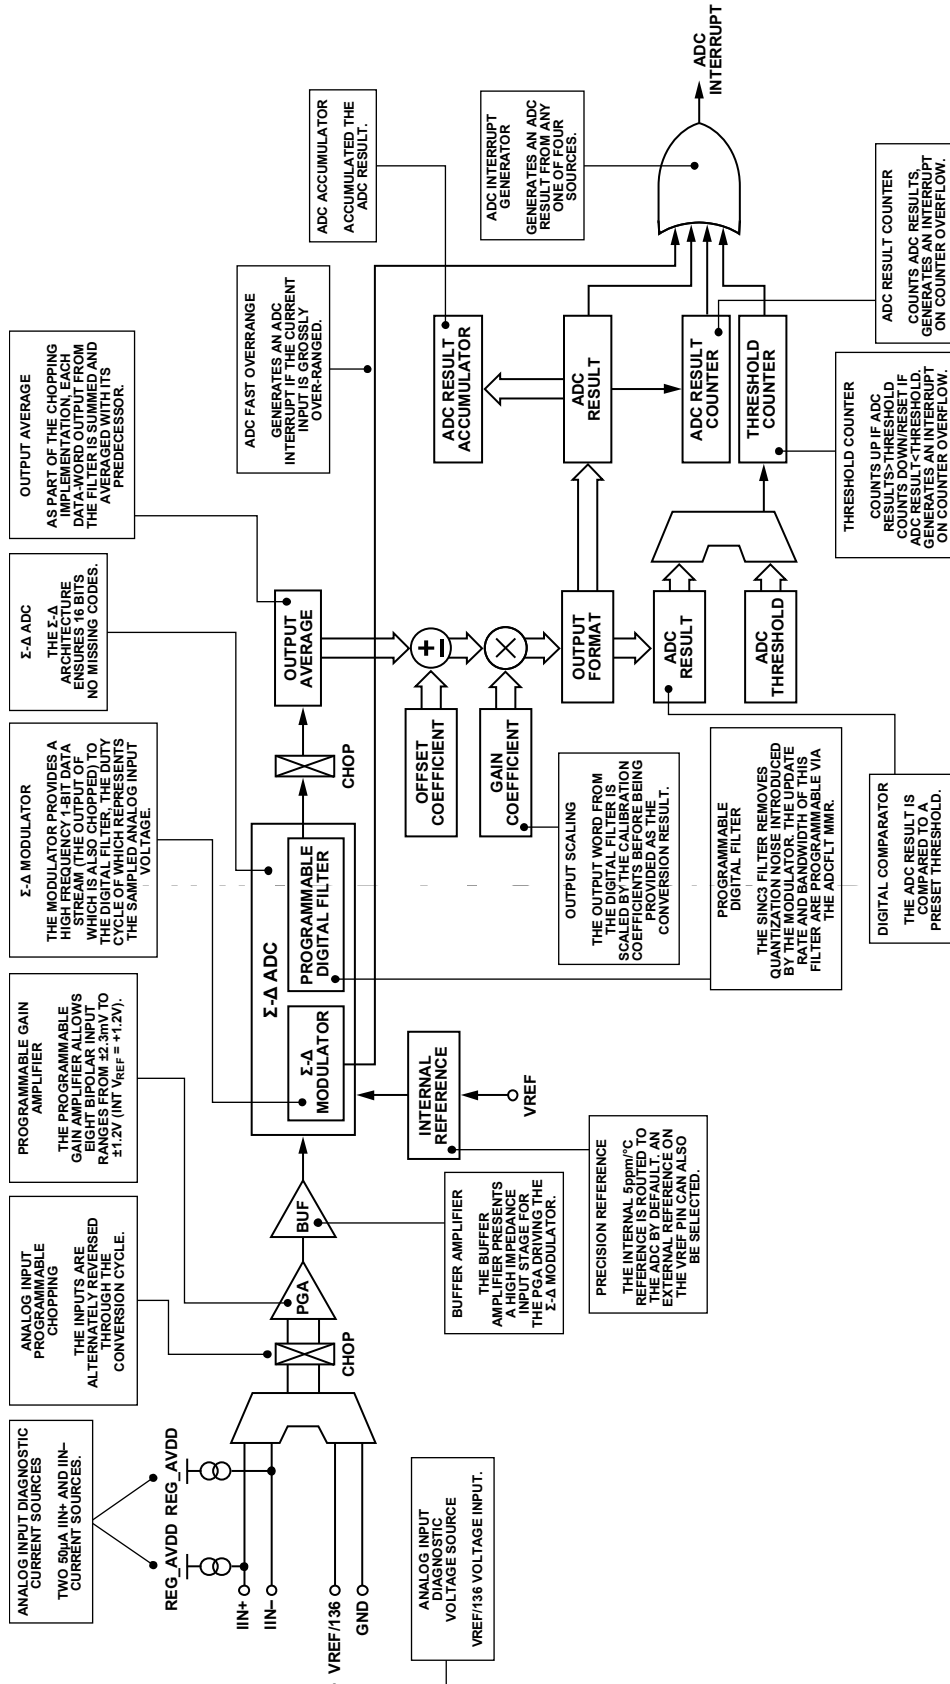 ANALOG INPUT DIAGNOSTIC
CURRENT SOURCES
TWO 50µA IIN+ AND IIN–
CURRENT SOURCES.
ANALOG INPUT
PROGRAMMABLE
CHOPPING
THE INPUTS ARE
ALTERNATELY REVERSED
THROUGH THE
CONVERSION CYCLE.
PROGRAMMABLE GAIN
AMPLIFIER
THE PROGRAMMABLE
GAIN AMPLIFIER ALLOWS
EIGHT BIPOLAR INPUT
RANGES FROM ±2.3mV TO
±1.2V (INT VREF = +1.2V).
Σ-Δ MODULATOR
THE MODULATOR PROVIDES A
HIGH FREQUENCY 1-BIT DATA
STREAM (THE OUTPUT OF
WHICH IS ALSO CHOPPED) TO
THE DIGITAL FILTER, THE DUTY
CYCLE OF WHICH REPRESENTS
THE SAMPLED ANALOG INPUT
VOLTAGE.
Σ-Δ ADC
THE Σ-Δ
ARCHITECTURE
ENSURES 16 BITS
NO MISSING CODES.
OUTPUT AVERAGE
AS PART OF THE CHOPPING
IMPLEMENTATION, EACH
DATA-WORD OUTPUT FROM
THE FILTER IS SUMMED AND
AVERAGED WITH ITS
PREDECESSOR.
ADC FAST OVERRANGE
GENERATES AN ADC
INTERRUPT IF THE CURRENT
INPUT IS GROSSLY
OVER-RANGED.
ADC ACCUMULATOR
ACCUMULATED THE
ADC RESULT.
ADC INTERRUPT
GENERATOR
GENERATES AN ADC
RESULT FROM ANY
ONE OF FOUR
SOURCES.
REG_AVDD
REG_AVDD
IIN+
IIN–
VREF/136
GND
CHOP
PGA
BUF
Σ-Δ ADC
Σ-Δ
MODULATOR
PROGRAMMABLE
DIGITAL FILTER
CHOP
OUTPUT
AVERAGE
INTERNAL
REFERENCE
VREF
OFFSET
COEFFICIENT
GAIN
COEFFICIENT
OUTPUT
FORMAT
ADC
RESULT
ADC
THRESHOLD
ADC RESULT
ACCUMULATOR
ADC
RESULT
ADC RESULT
COUNTER
THRESHOLD
COUNTER
ADC
INTERRUPT
ANALOG INPUT
DIAGNOSTIC
VOLTAGE SOURCE
VREF/136 VOLTAGE INPUT.
BUFFER AMPLIFIER
THE BUFFER
AMPLIFIER PRESENTS
A HIGH IMPEDANCE
INPUT STAGE FOR
THE PGA DRIVING THE
Σ-Δ MODULATOR.
PRECISION REFERENCE
THE INTERNAL 5ppm/°C
REFERENCE IS ROUTED TO
THE ADC BY DEFAULT. AN
EXTERNAL REFERENCE ON
THE VREF PIN CAN ALSO
BE SELECTED.
OUTPUT SCALING
THE OUTPUT WORD FROM
THE DIGITAL FILTER IS
SCALED BY THE CALIBRATION
COEFFICIENTS BEFORE BEING
PROVIDED AS THE
CONVERSION RESULT.
PROGRAMMABLE
DIGITAL FILTER
THE SINC3 FILTER REMOVES
QUANTIZATION NOISE INTRODUCED
BY THE MODULATOR. THE UPDATE
RATE AND BANDWIDTH OF THIS
FILTER ARE PROGRAMMABLE VIA
THE ADCFLT MMR.
DIGITAL COMPARATOR
THE ADC RESULT IS
COMPARED TO A
PRESET THRESHOLD.
THRESHOLD COUNTER
COUNTS UP IF ADC
RESULTS>THRESHOLD
COUNTS DOWN/RESET IF
ADC RESULT<THRESHOLD.
GENERATES AN INTERRUPT
ON COUNTER OVERFLOW.
ADC RESULT COUNTER
COUNTS ADC RESULTS,
GENERATES AN INTERRUPT
ON COUNTER OVERFLOW.